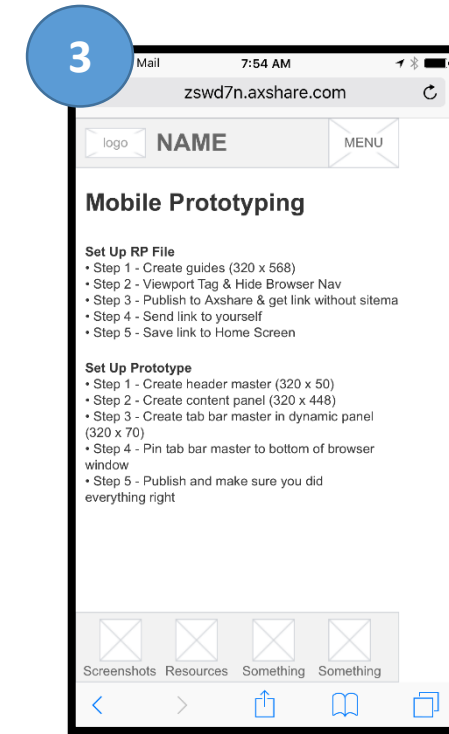 3
Mail
7:54 AM
zswd7n.axshare.com
logo
NAME
MENU
Mobile Prototyping
Set Up RP File
• Step 1 - Create guides (320 x 568)
• Step 2 - Viewport Tag & Hide Browser Nav
• Step 3 - Publish to Axshare & get link without sitema
• Step 4 - Send link to yourself
• Step 5 - Save link to Home Screen
Set Up Prototype
• Step 1 - Create header master (320 x 50)
• Step 2 - Create content panel (320 x 448)
• Step 3 - Create tab bar master in dynamic panel
(320 x 70)
• Step 4 - Pin tab bar master to bottom of browser
window
• Step 5 - Publish and make sure you did
everything right
Screenshots Resources Something Something